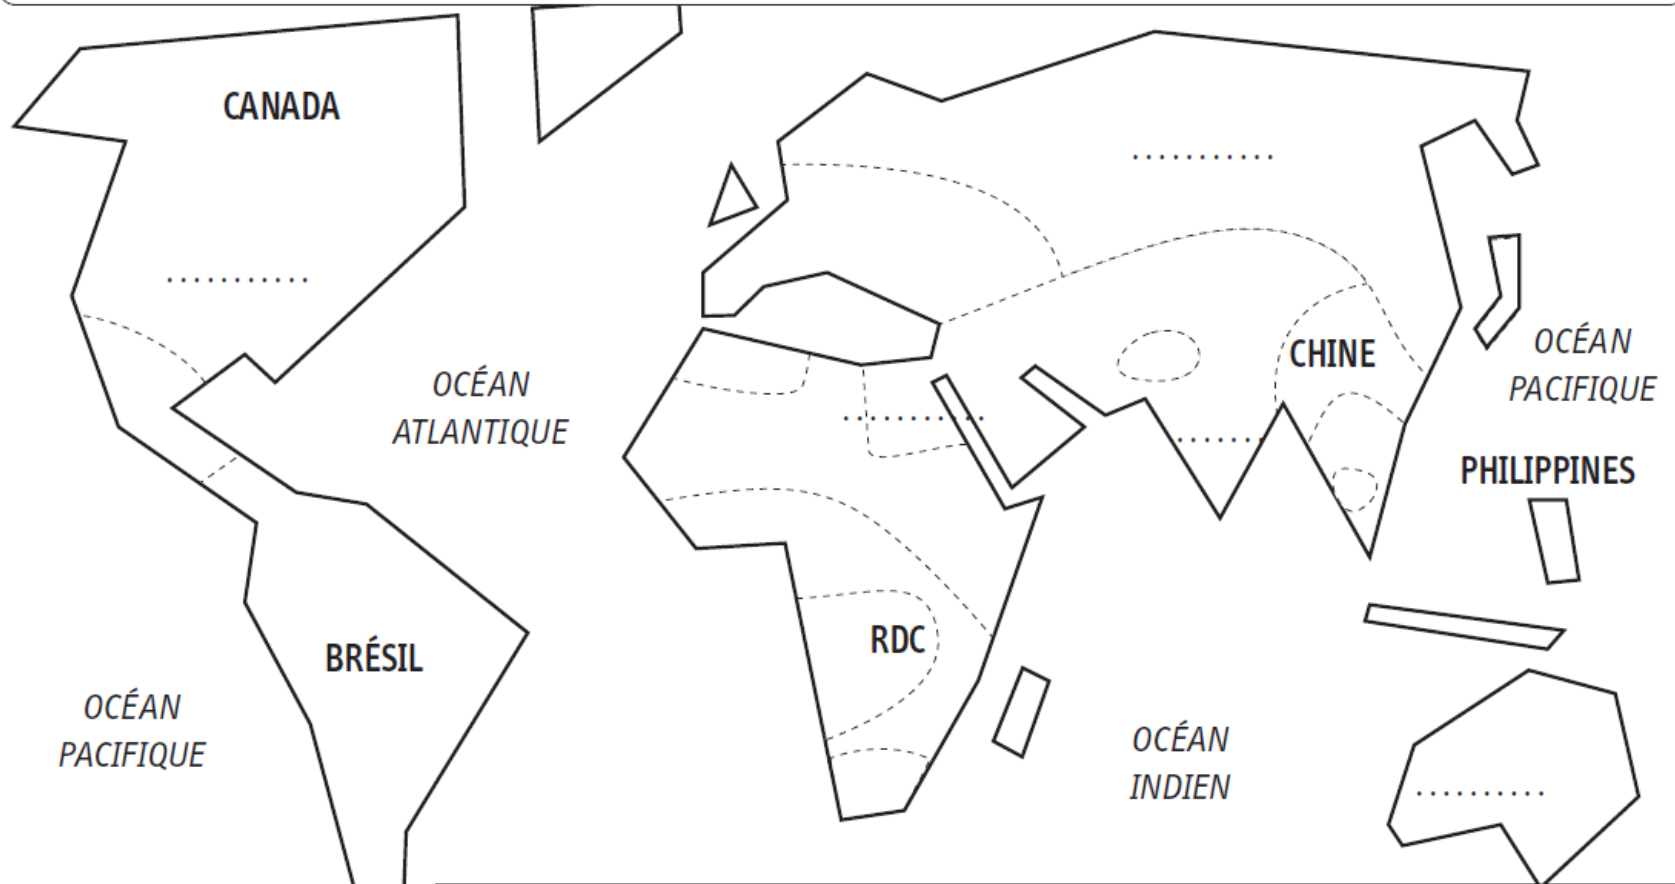 CANADA
...........
...........
OCÉAN
ATLANTIQUE
...........
CHINE
.......
OCÉAN
PACIFIQUE
PHILIPPINES
BRÉSIL
RDC
OCÉAN
PACIFIQUE
OCÉAN
INDIEN
..........